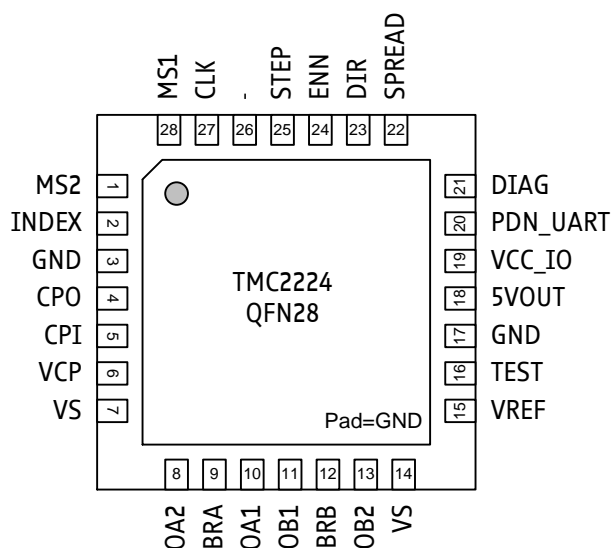 MS1 CLK - STEP ENN DIR SPREAD
28 27 26 25 24 23 22
MS2 1
INDEX 2
GND 3
CPO 4
CPI 5
VCP 6
VS 7
TMC2224
QFN28
Pad=GND
21 DIAG
20 PDN_UART
19 VCC_IO
18 5VOUT
17 GND
16 TEST
15 VREF
8 9 10 11 12 13 14
OA2 BRA OA1 OB1 BRB OB2 VS